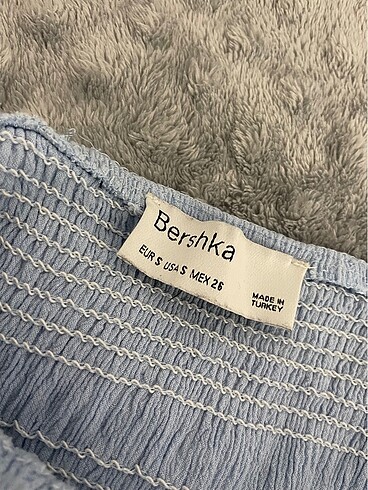 Bershka
EUR S USA S MEX 26
MADE IN
TURKEY